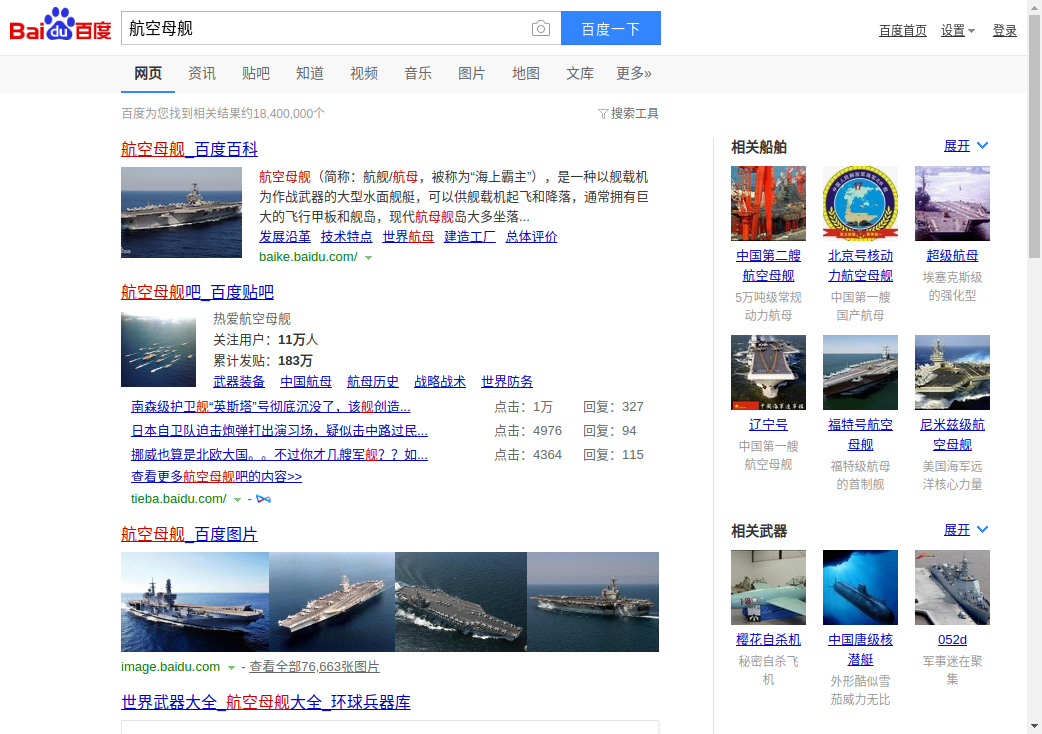 Bai du 百度
航空母舰
百度一下
百度首页 设置 登录
网页 资讯 贴吧 知道 视频 音乐 图片 地图 文库 更多»
百度为您找到相关结果约18,400,000个
搜索工具
航空母舰_百度百科
航空母舰（简称：航舰/航母，被称为“海上霸主”），是一种以舰载机
为作战武器的大型水面舰艇，可以供舰载机起飞和降落，通常拥有巨
大的飞行甲板和舰岛，现代航母舰岛大多坐落...
发展沿革 技术特点 世界航母 建造工厂 总体评价
baike.baidu.com/
航空母舰吧_百度贴吧
热爱航空母舰
关注用户：11万人
累计发贴：183万
武器装备 中国航母 航母历史 战略战术 世界防务
南森级护卫舰“英斯塔”号彻底沉没了，该舰创造... 点击：1万 回复：327
日本自卫队迫击炮弹打出演习场，疑似击中路过民... 点击：4976 回复：94
挪威也算是北欧大国。。不过你才几艘军舰？？如... 点击：4364 回复：115
查看更多航空母舰吧的内容>>
tieba.baidu.com/ -
航空母舰_百度图片
image.baidu.com - 查看全部76,663张图片
世界武器大全_航空母舰大全_环球兵器库
相关船舶 展开
中国第二艘
航空母舰
5万吨级常规
动力航母
北京号核动
力航空母舰
中国第一艘
国产航母
超级航母
埃塞克斯级
的强化型
辽宁号
中国第一艘
航空母舰
福特号航空
母舰
福特级航母
的首制舰
尼米兹级航
空母舰
美国海军远
洋核心力量
相关武器 展开
樱花自杀机
秘密自杀飞
机
中国唐级核
潜艇
外形酷似雪
茄威力无比
052d
军事迷在聚
集